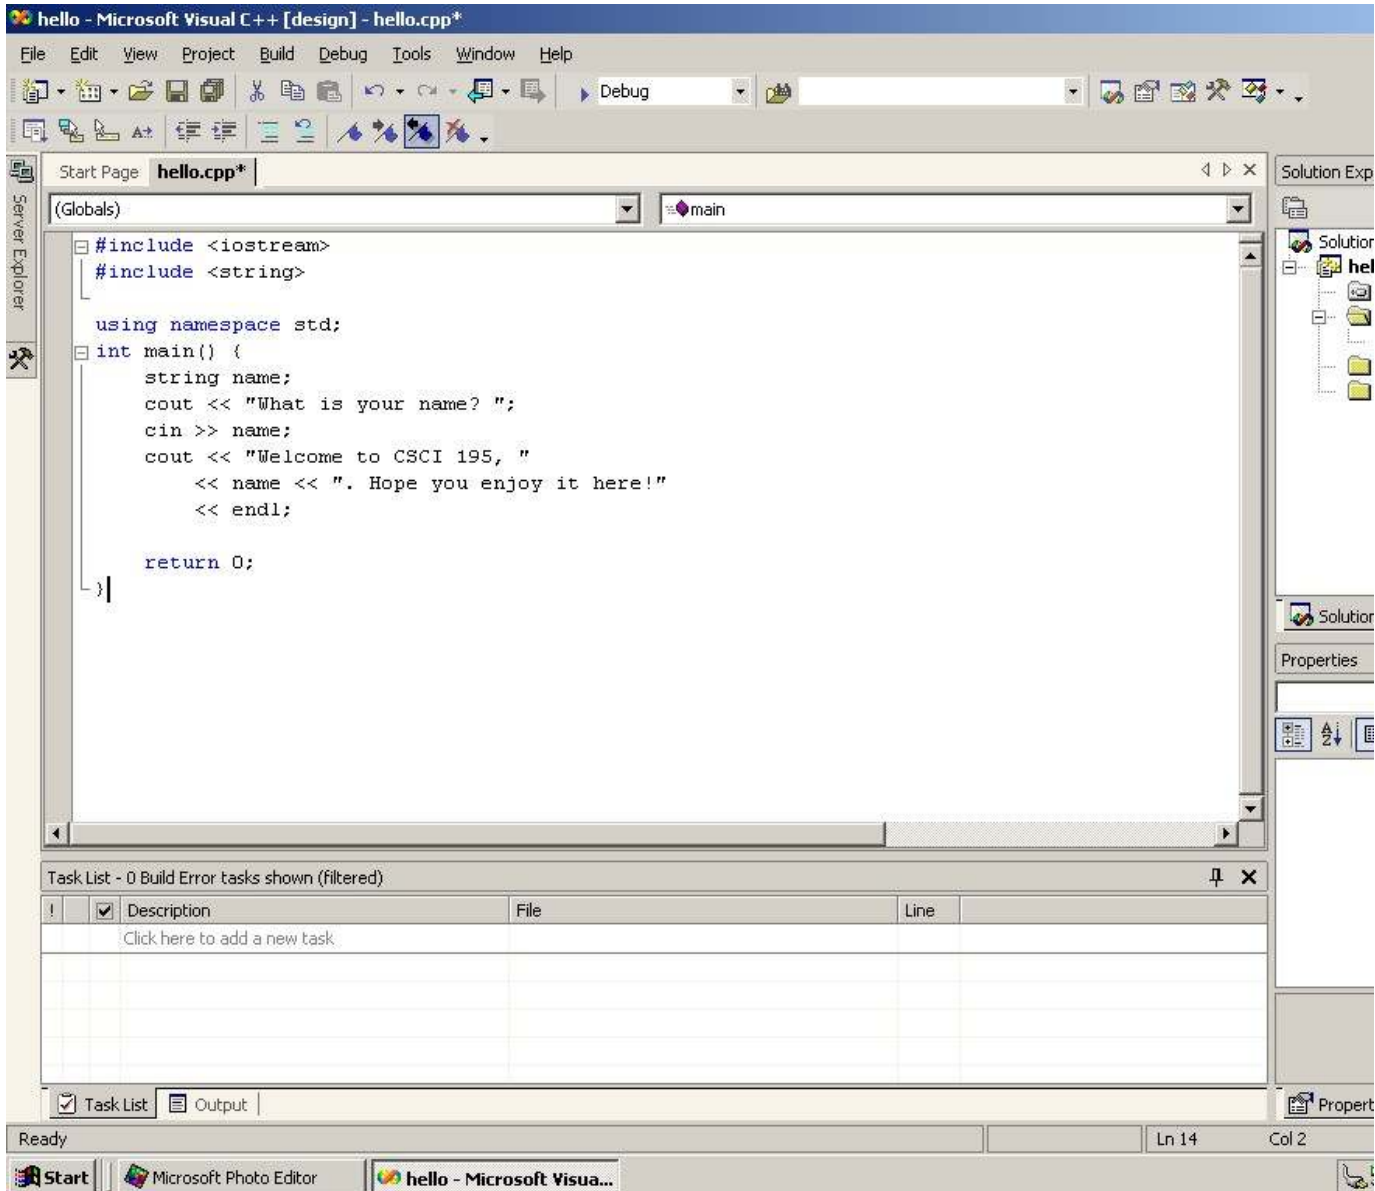 hello - Microsoft Visual C++ [design] - hello.cpp*
File Edit View Project Build Debug Tools Window Help
Debug
Start Page hello.cpp*
Solution Exp
Server Explorer
(Globals) main
#include <iostream>
#include <string>
using namespace std;
int main() {
string name;
cout << "What is your name? ";
cin >> name;
cout << "Welcome to CSCI 195, "
<< name << ". Hope you enjoy it here!"
<< endl;
return 0;
}
Solution
hel
Solution
Properties
Task List - 0 Build Error tasks shown (filtered)
! Description File Line
Click here to add a new task
Task List Output
Propert
Ready Ln 14 Col 2
Start Microsoft Photo Editor hello - Microsoft Visua...